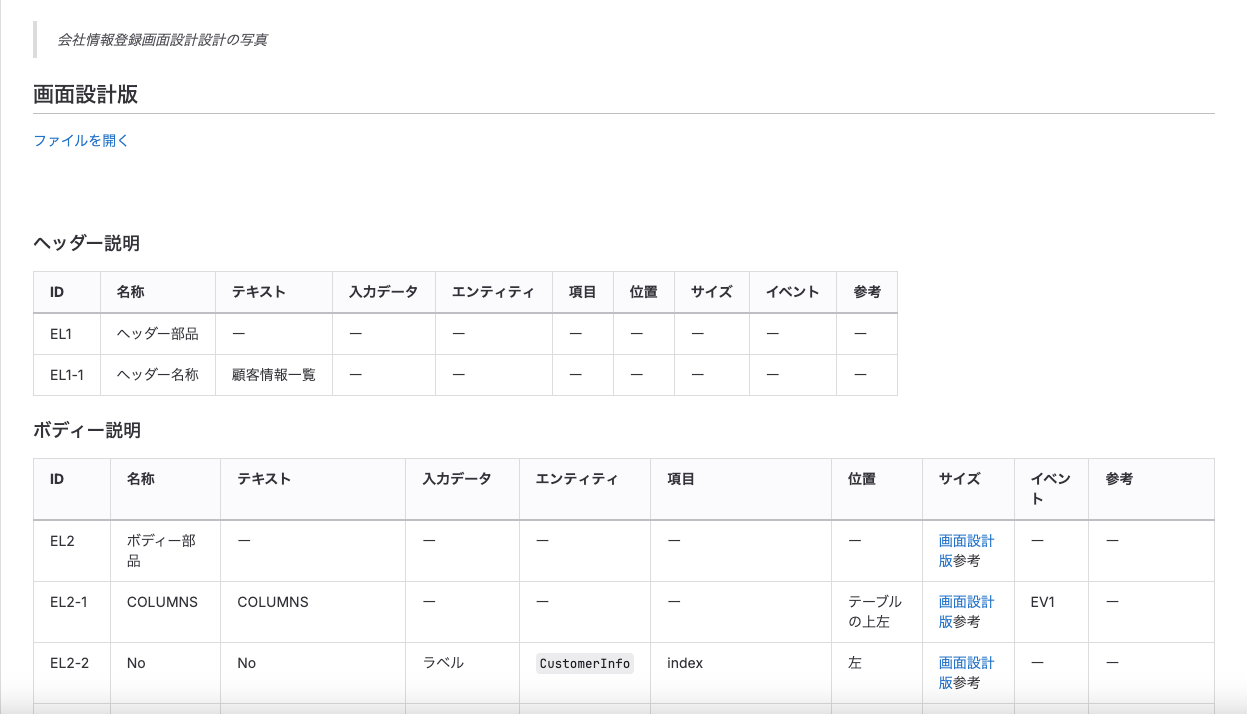 会社情報登録画面設計設計の写真
画面設計版
ファイルを開く
ヘッダー説明
ID 名称 テキスト 入力データ エンティティ 項目 位置 サイズ イベント 参考
EL1 ヘッダー部品 ー ー ー ー ー ー ー ー
EL1-1 ヘッダー名称 顧客情報一覧 ー ー ー ー ー ー ー
ボディー説明
ID 名称 テキスト 入力データ エンティティ 項目 位置 サイズ イベント 参考
EL2 ボディー部品 ー ー ー ー ー 画面設計版参考 ー ー
EL2-1 COLUMNS COLUMNS ー ー ー テーブルの上左 画面設計版参考 EV1 ー
EL2-2 No No ラベル CustomerInfo index 左 画面設計版参考 ー ー